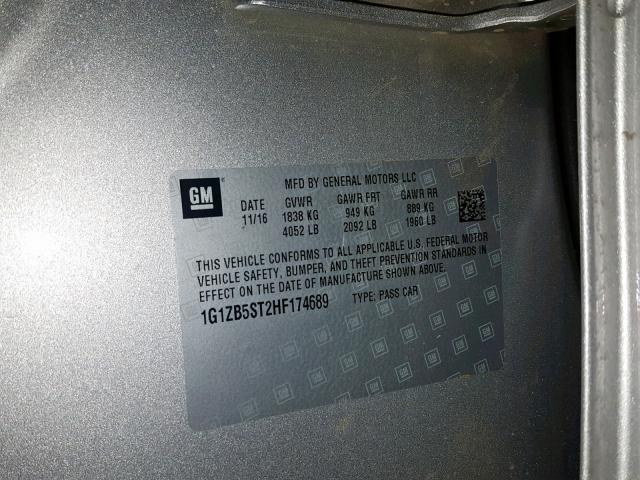 GM
MFD BY GENERAL MOTORS LLC
DATE GVWR GAWR FRT GAWR RR
11/16 1838 KG 949 KG 889 KG
4052 LB 2092 LB 1960 LB
THIS VEHICLE CONFORMS TO ALL APPLICABLE U.S. FEDERAL MOTOR
VEHICLE SAFETY, BUMPER, AND THEFT PREVENTION STANDARDS IN
EFFECT ON THE DATE OF MANUFACTURE SHOWN ABOVE.
1G1ZB5ST2HF174689 TYPE: PASS CAR